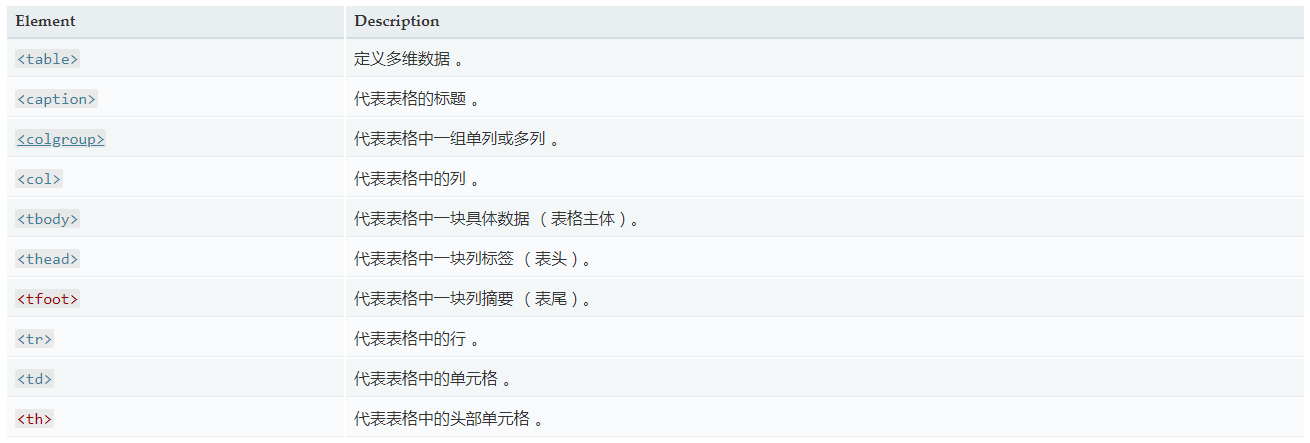 Element Description
<table> 定义多维数据 。
<caption> 代表表格的标题 。
<colgroup> 代表表格中一组单列或多列 。
<col> 代表表格中的列 。
<tbody> 代表表格中一块具体数据 （表格主体）。
<thead> 代表表格中一块列标签 （表头）。
<tfoot> 代表表格中一块列摘要 （表尾）。
<tr> 代表表格中的行 。
<td> 代表表格中的单元格 。
<th> 代表表格中的头部单元格 。